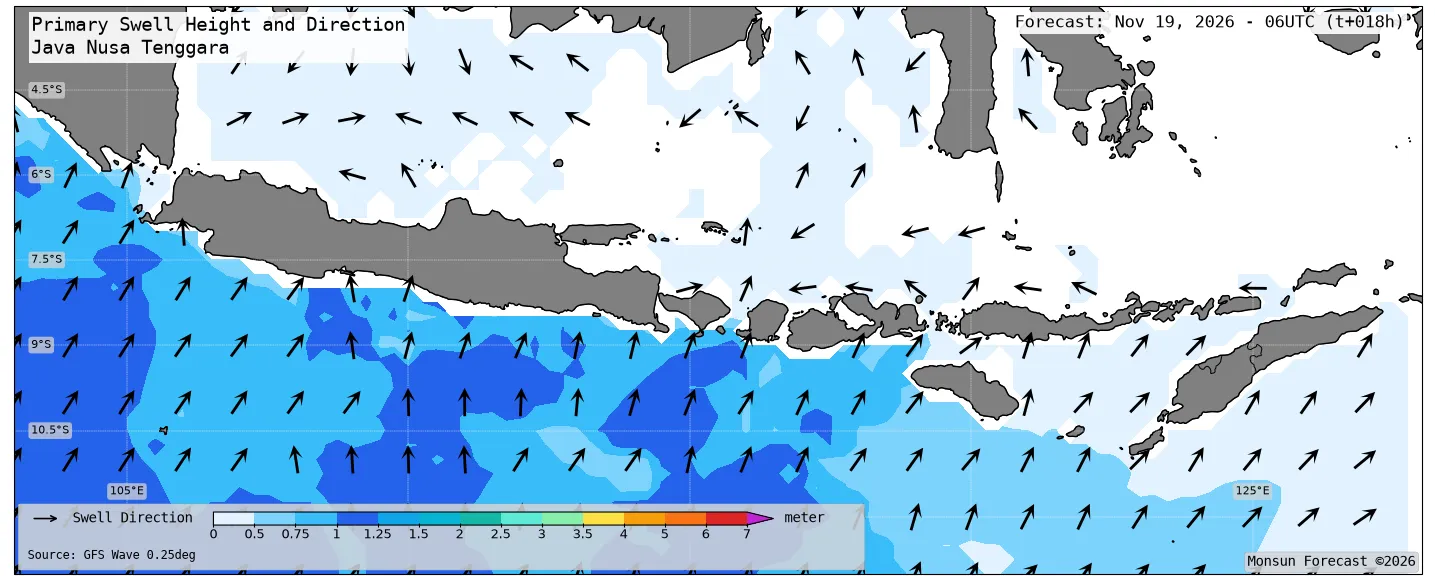 Primary Swell Height and Direction
Java Nusa Tenggara
Forecast: Nov 19, 2026 - 06UTC (t+018h)
4.5°S
6°S
7.5°S
9°S
10.5°S
105°E
125°E
Swell Direction
0 0.5 0.75 1 1.25 1.5 2 2.5 3 3.5 4 5 6 7
meter
Source: GFS Wave 0.25deg
Monsun Forecast ©2026